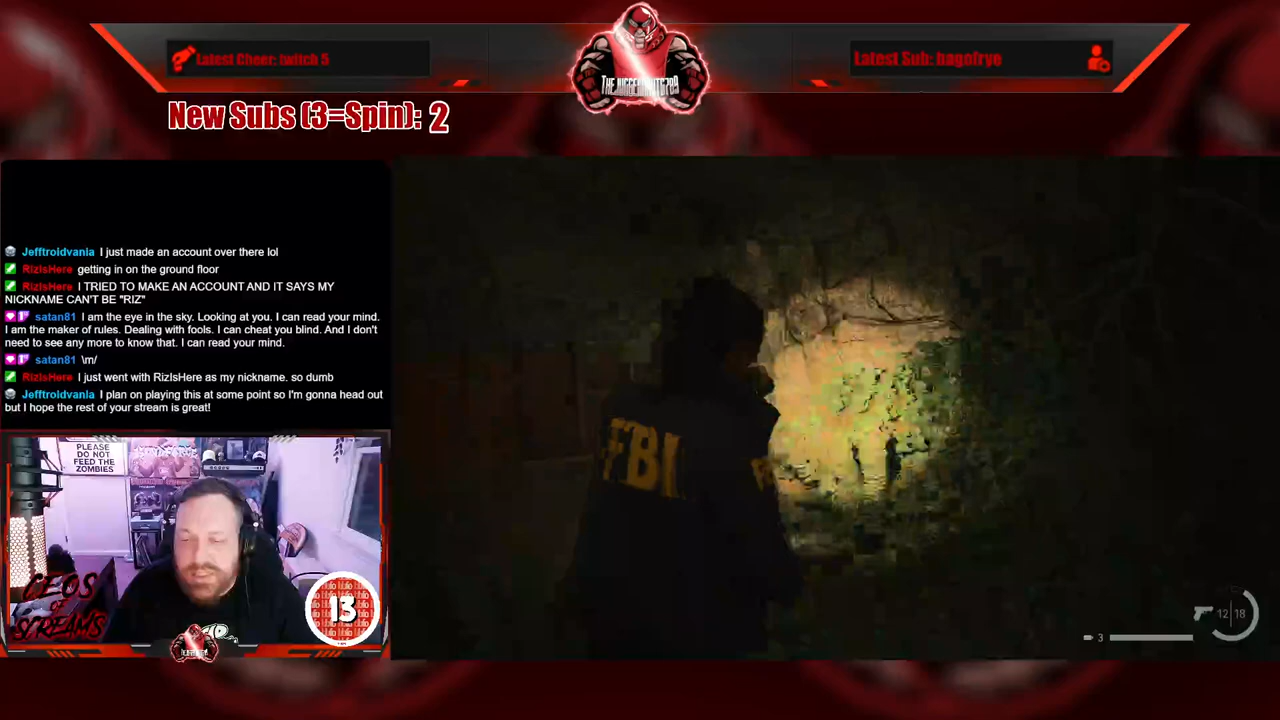 Latest Cheer: twitch 5
Latest Sub: hagofrye
New Subs (3=Spin): 2
Jefftroidvania I just made an account over there lol
RizIsHere getting in on the ground floor
RizIsHere I TRIED TO MAKE AN ACCOUNT AND IT SAYS MY
NICKNAME CAN'T BE "RIZ"
satan81 I am the eye in the sky. Looking at you. I can read your mind.
I am the maker of rules. Dealing with fools. I can cheat you blind. And I don't
need to see any more to know that. I can read your mind.
satan81 \m/
RizIsHere I just went with RizIsHere as my nickname. so dumb
Jefftroidvania I plan on playing this at some point so I'm gonna head out
but I hope the rest of your stream is great!
PLEASE
DO NOT
FEED THE
ZOMBIES
FBI
CEOS
OF
SCREAMS
13
3
12 | 18